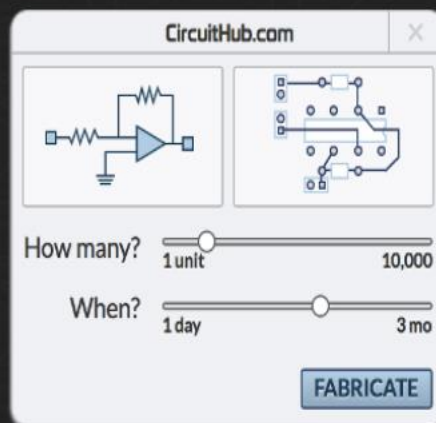 CircuitHub.com
How many?
1 unit 10,000
When?
1 day 3 mo
FABRICATE